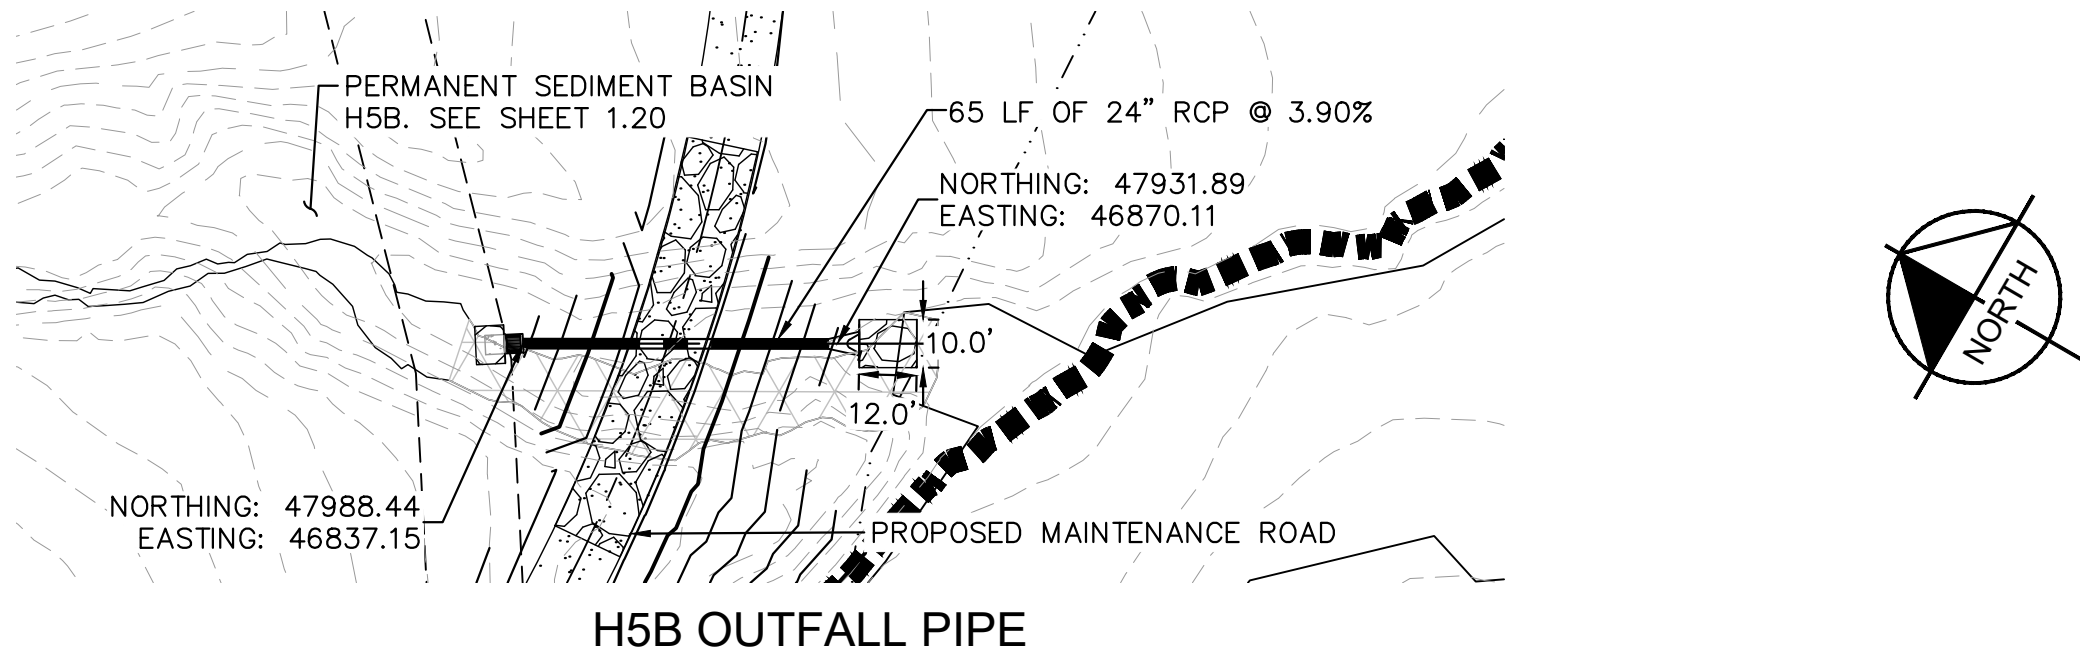 PERMANENT SEDIMENT BASIN
H5B. SEE SHEET 1.20
65 LF OF 24" RCP @ 3.90%
NORTHING: 47931.89
EASTING: 46870.11
NORTH
10.0'
12.0'
NORTHING: 47988.44
EASTING: 46837.15
PROPOSED MAINTENANCE ROAD
H5B OUTFALL PIPE